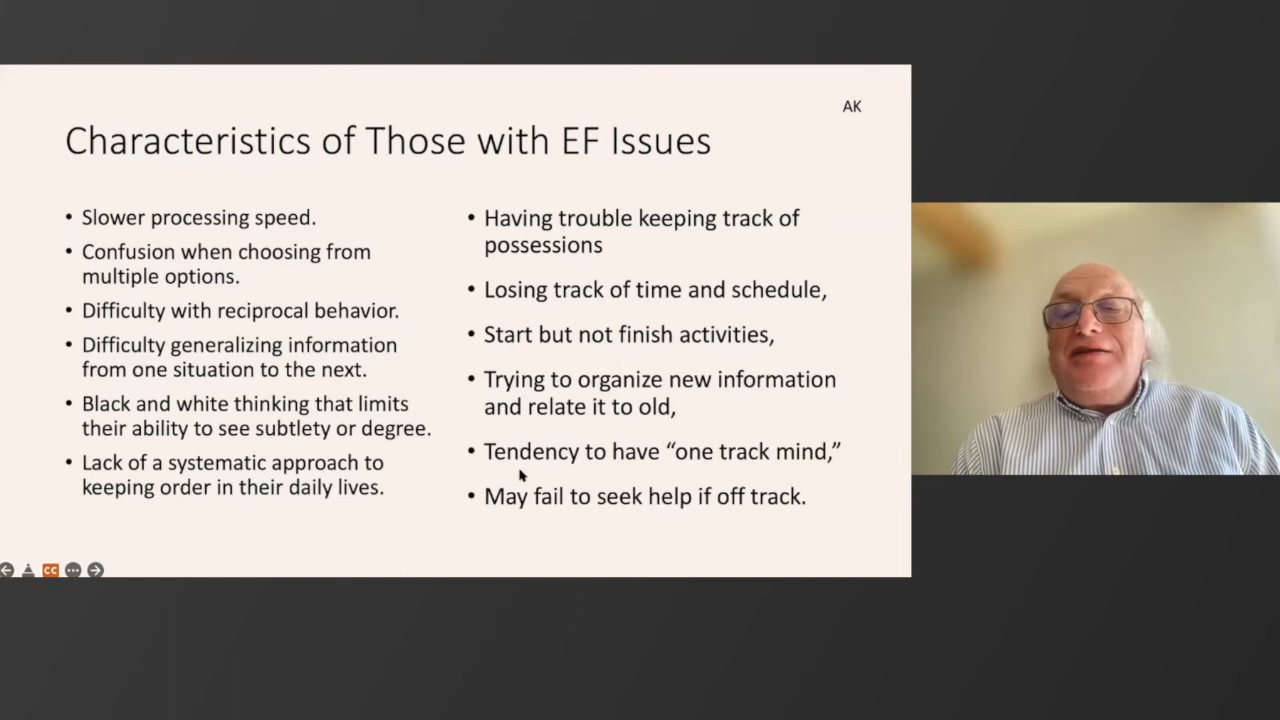 AK
Characteristics of Those with EF Issues
• Slower processing speed.
• Confusion when choosing from
multiple options.
• Difficulty with reciprocal behavior.
• Difficulty generalizing information
from one situation to the next.
• Black and white thinking that limits
their ability to see subtlety or degree.
• Lack of a systematic approach to
keeping order in their daily lives.
• Having trouble keeping track of
possessions
• Losing track of time and schedule,
• Start but not finish activities,
• Trying to organize new information
and relate it to old,
• Tendency to have “one track mind,”
• May fail to seek help if off track.
CC